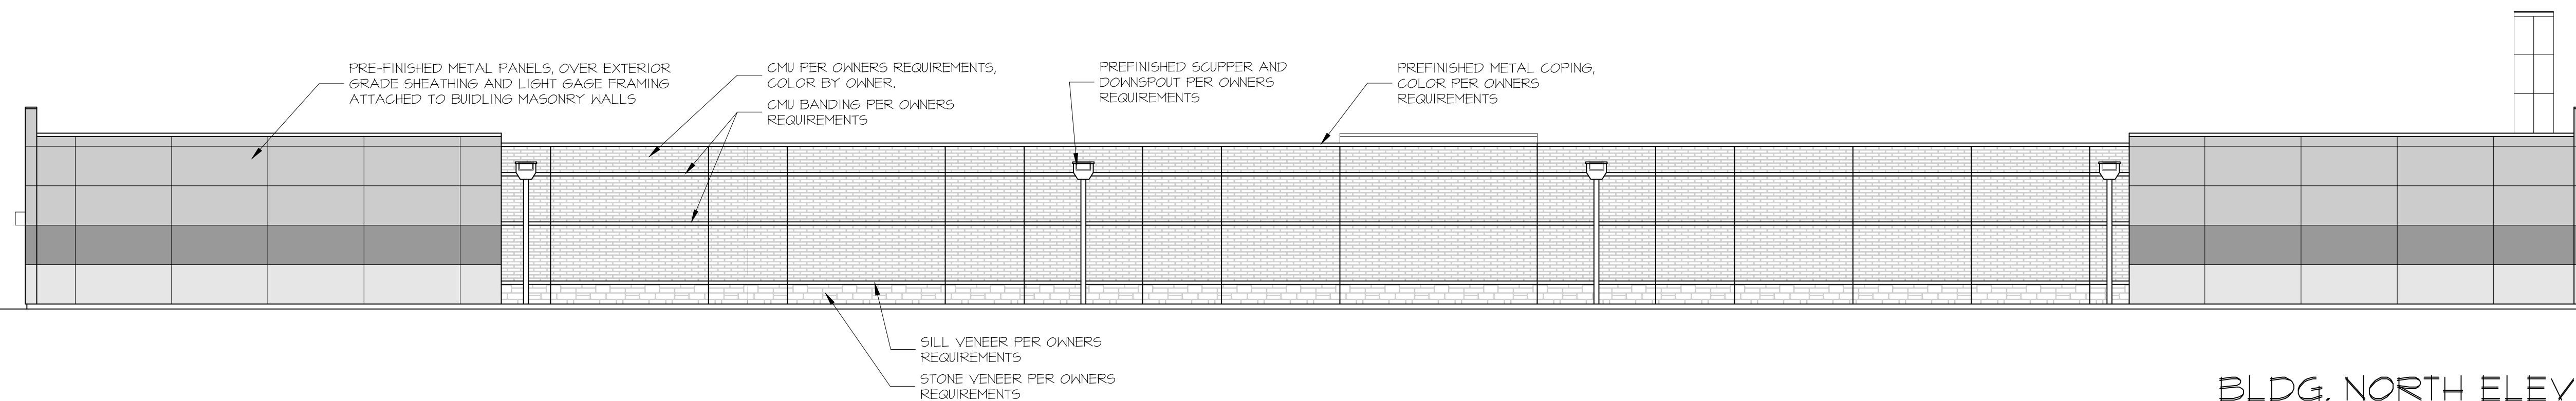 PRE-FINISHED METAL PANELS, OVER EXTERIOR
GRADE SHEATHING AND LIGHT GAGE FRAMING
ATTACHED TO BUIDLING MASONRY WALLS
CMU PER OWNERS REQUIREMENTS,
COLOR BY OWNER.
CMU BANDING PER OWNERS
REQUIREMENTS
PREFINISHED SCUPPER AND
DOWNSPOUT PER OWNERS
REQUIREMENTS
PREFINISHED METAL COPING,
COLOR PER OWNERS
REQUIREMENTS
SILL VENEER PER OWNERS
REQUIREMENTS
STONE VENEER PER OWNERS
REQUIREMENTS
BLDG. NORTH ELEV